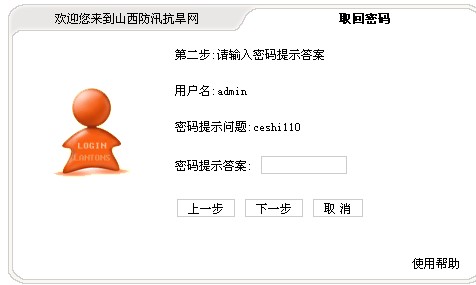 欢迎您来到山西防汛抗旱网 取回密码
第二步:请输入密码提示答案
用户名:admin
密码提示问题:ceshi110
LOGIN
XANTONS
密码提示答案:
上一步 下一步 取 消
使用帮助